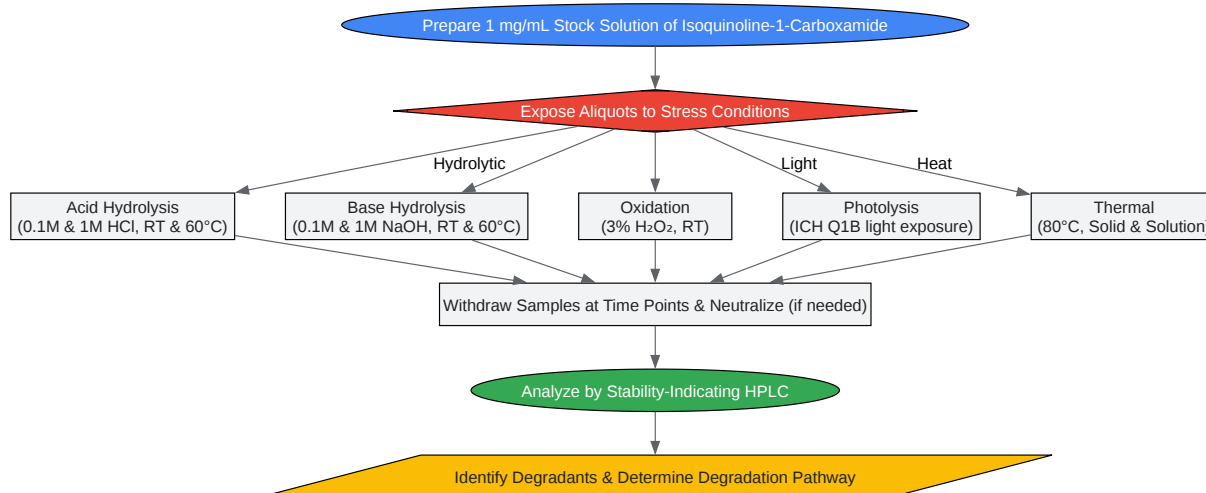 Prepare 1 mg/mL Stock Solution of Isoquinoline-1-Carboxamide
Expose Aliquots to Stress Conditions
Hydrolytic
Light
Heat
Acid Hydrolysis
(0.1M & 1M HCl, RT & 60°C)
Base Hydrolysis
(0.1M & 1M NaOH, RT & 60°C)
Oxidation
(3% H₂O₂, RT)
Photolysis
(ICH Q1B light exposure)
Thermal
(80°C, Solid & Solution)
Withdraw Samples at Time Points & Neutralize (if needed)
Analyze by Stability-Indicating HPLC
Identify Degradants & Determine Degradation Pathway